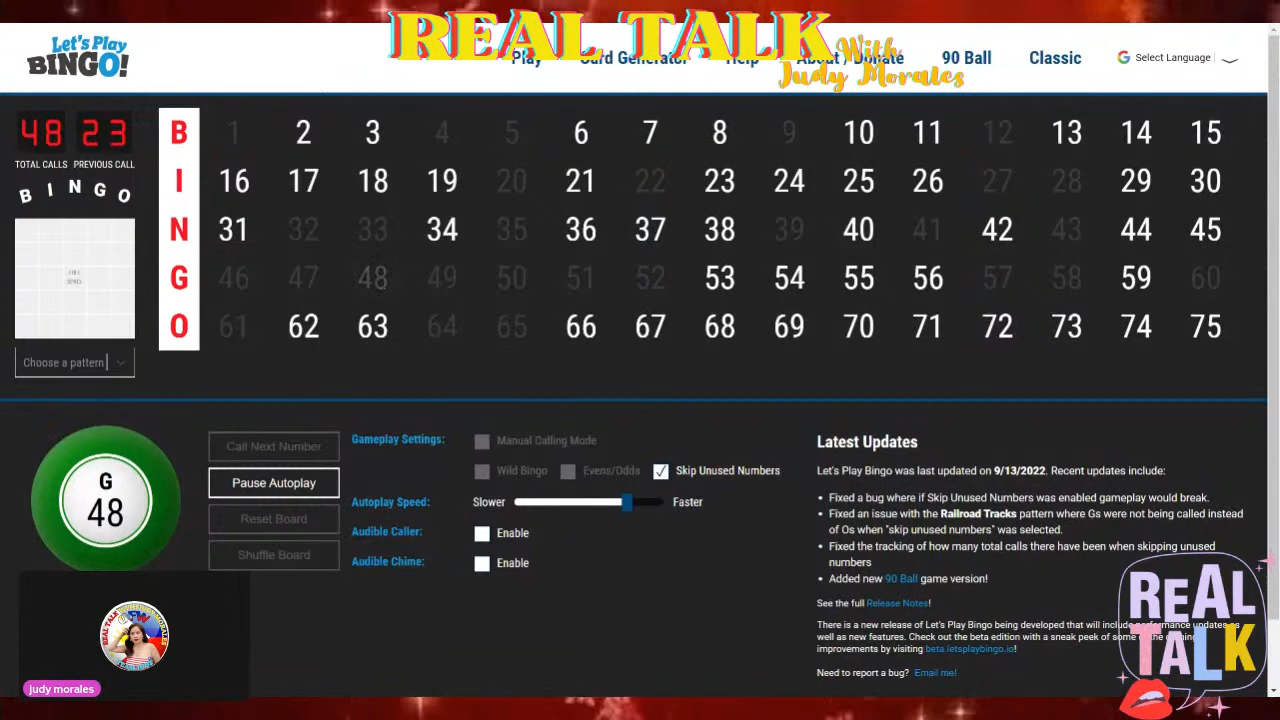 REAL TALK
With
Judy Morales
Let's Play
BINGO!
Play Card Generator Help About / Donate 90 Ball Classic Select Language
48 23
TOTAL CALLS PREVIOUS CALL
B I N G O
B 1 2 3 4 5 6 7 8 9 10 11 12 13 14 15
I 16 17 18 19 20 21 22 23 24 25 26 27 28 29 30
N 31 32 33 34 35 36 37 38 39 40 41 42 43 44 45
G 46 47 48 49 50 51 52 53 54 55 56 57 58 59 60
O 61 62 63 64 65 66 67 68 69 70 71 72 73 74 75
Choose a pattern
G
48
Call Next Number
Pause Autoplay
Reset Board
Shuffle Board
Gameplay Settings: Manual Calling Mode
Wild Bingo Evens/Odds Skip Unused Numbers
Autoplay Speed: Slower Faster
Audible Caller: Enable
Audible Chime: Enable
Latest Updates
Let's Play Bingo was last updated on 9/13/2022. Recent updates include:
• Fixed a bug where if Skip Unused Numbers was enabled gameplay would break.
• Fixed an issue with the Railroad Tracks pattern where Gs were not being called instead
of Os when "skip unused numbers" was selected.
• Fixed the tracking of how many total calls there have been when skipping unused
numbers
• Added new 90 Ball game version!
See the full Release Notes!
There is a new release of Let's Play Bingo being developed that will include performance updates as
well as new features. Check out the beta edition with a sneak peek of some of the
improvements by visiting beta.letsplaybingo.io!
Need to report a bug? Email me!
judy morales
REAL
TALK